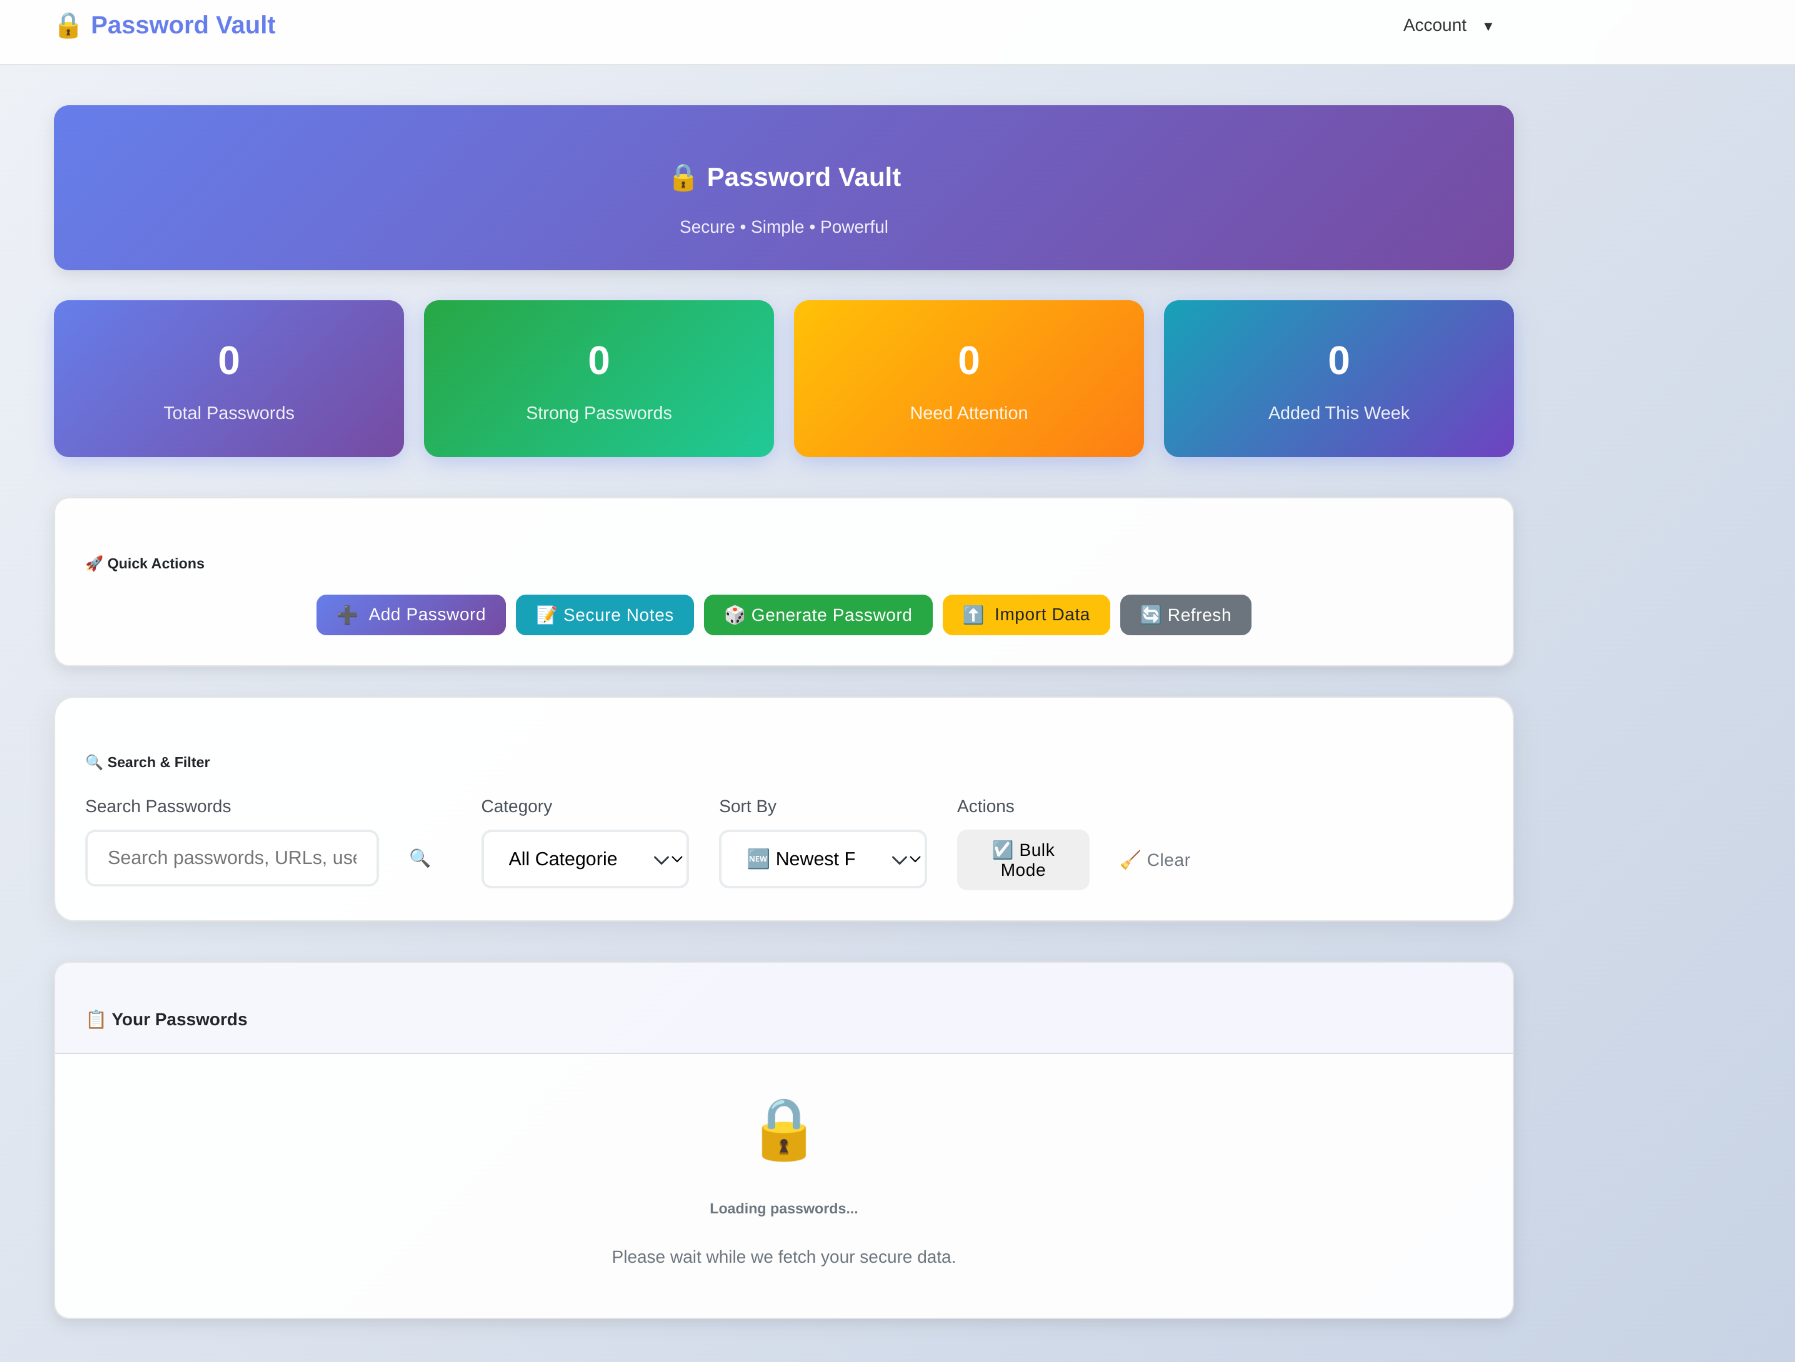 🔒 Password Vault
Account ▾
🔒 Password Vault
Secure • Simple • Powerful
0
Total Passwords
0
Strong Passwords
0
Need Attention
0
Added This Week
🚀 Quick Actions
➕ Add Password
📝 Secure Notes
🎲 Generate Password
⬆️ Import Data
🔄 Refresh
🔍 Search & Filter
Search Passwords
Search passwords, URLs, use
🔍
Category
All Categorie
Sort By
🆕 Newest F
Actions
☑️ Bulk
Mode
🧹 Clear
📋 Your Passwords
🔒
Loading passwords...
Please wait while we fetch your secure data.